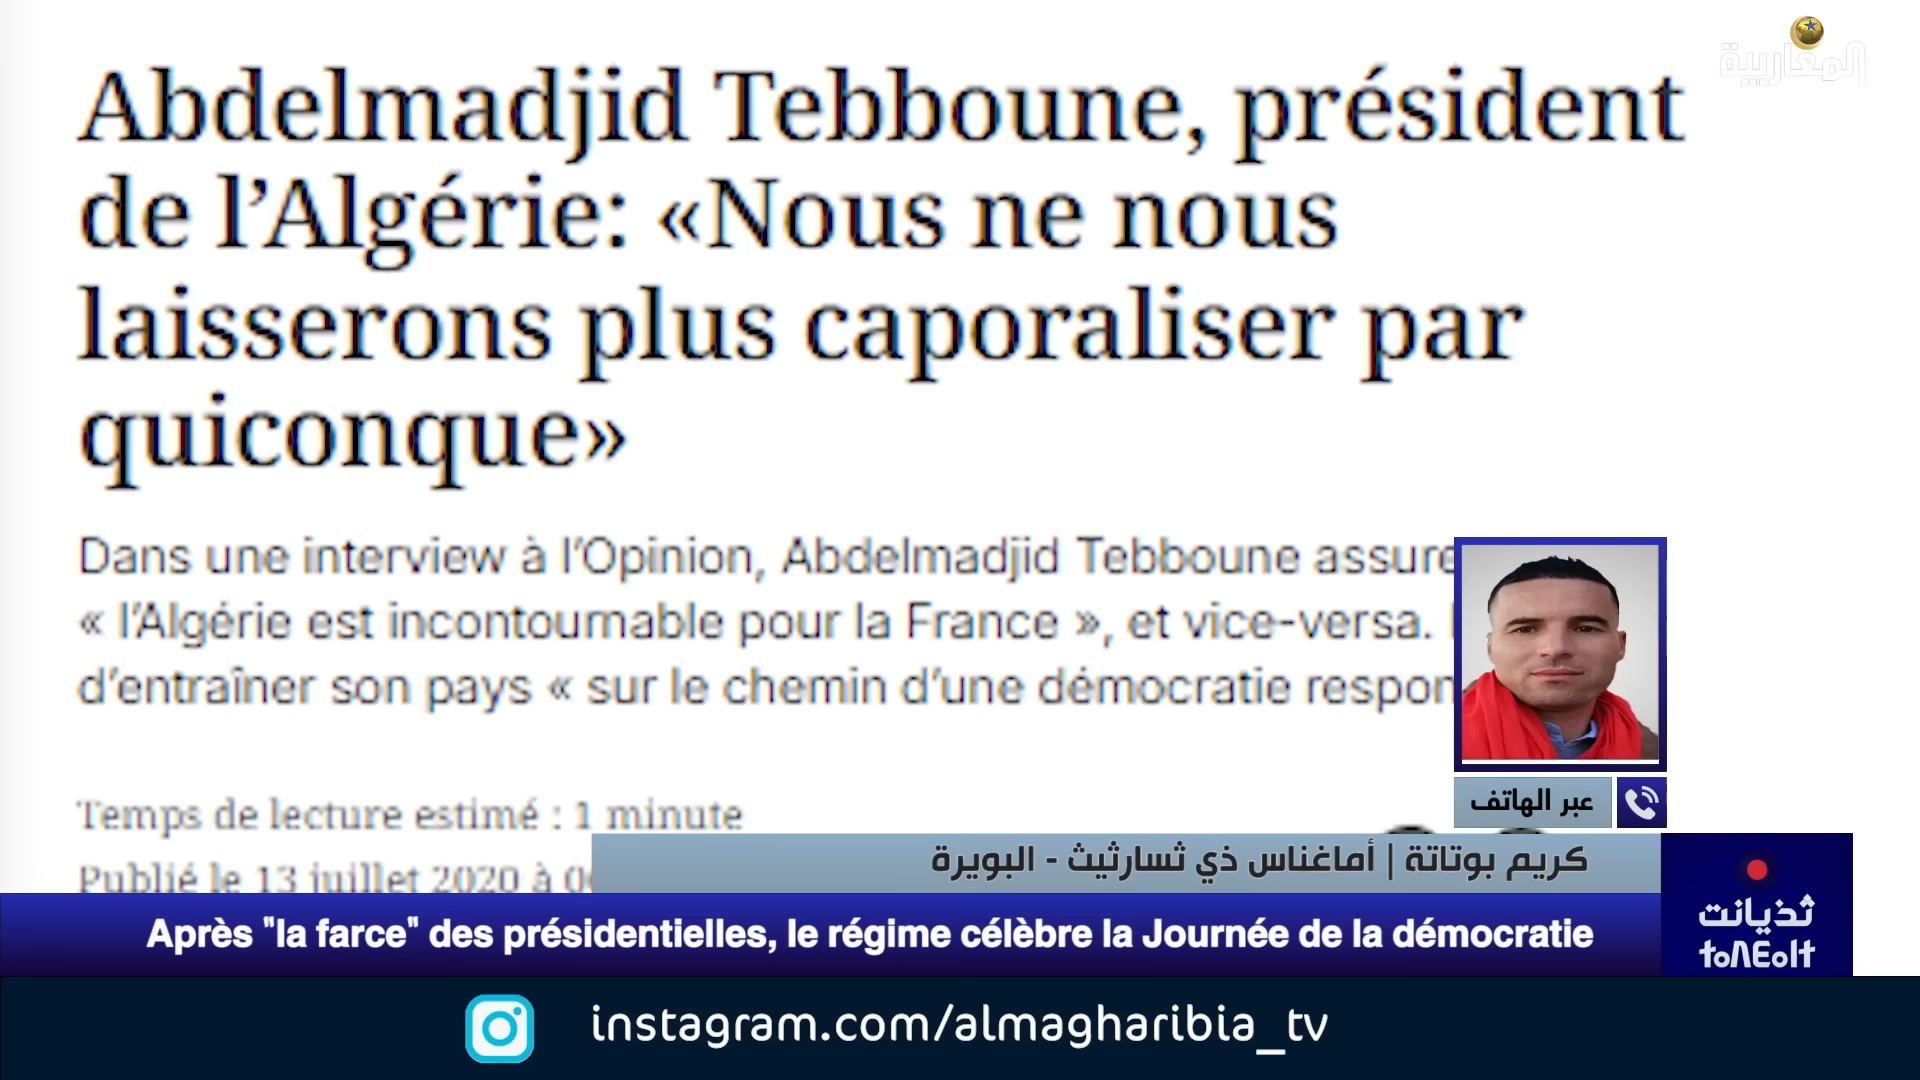 المغاربية
Abdelmadjid Tebboune, président
de l’Algérie: «Nous ne nous
laisserons plus caporaliser par
quiconque»
Dans une interview à l’Opinion, Abdelmadjid Tebboune assure
« l’Algérie est incontournable pour la France », et vice-versa.
d’entraîner son pays « sur le chemin d’une démocratie respon
Temps de lecture estimé : 1 minute
Publié le 13 juillet 2020 à
عبر الهاتف
كريم بوتاتة | أماغناس ذي ثسارثيث - البويرة
Après "la farce" des présidentielles, le régime célèbre la Journée de la démocratie
ثذيانت
toⴷEoIt
instagram.com/almagharibia_tv